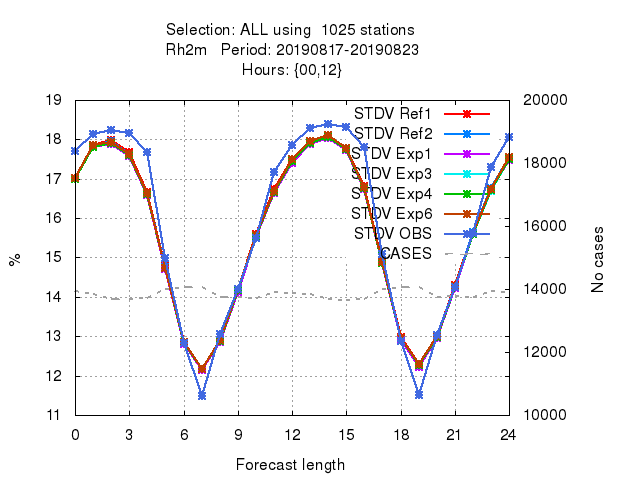 Selection: ALL using  1025 stations
Rh2m   Period: 20190817-20190823
Hours: {00,12}
19 20000
STDV Ref1
STDV Ref2
18
STDV Exp1
18000
17
STDV Exp3
STDV Exp4
16
STDV Exp6
16000
STDV OBS
15
CASES
14 14000
13
12000
12
11 10000
%
No cases
0 3 6 9 12 15 18 21 24
Forecast length